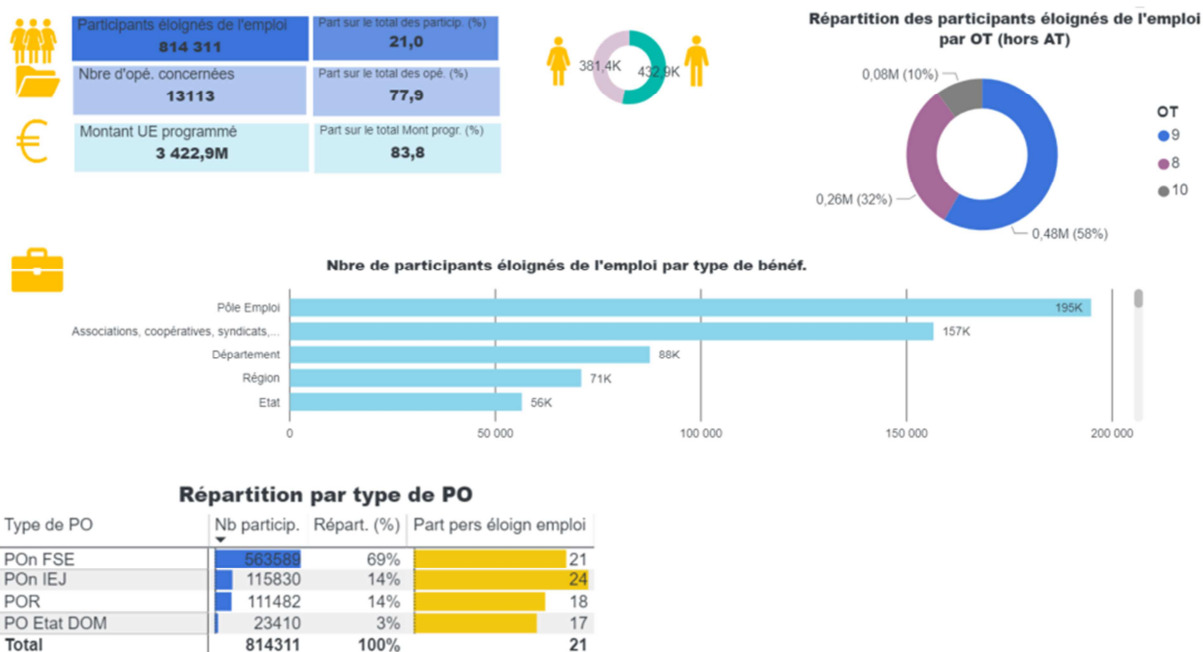 Participants éloignés de l'emploi
814 311
Part sur le total des particip. (%)
21,0
Nbre d'opé. concernées
13113
Part sur le total des opé. (%)
77,9
€
Montant UE programmé
3 422,9M
Part sur le total Mont progr. (%)
83,8
381,4K
432,9K
Répartition des participants éloignés de l'emploi
par OT (hors AT)
0,08M (10%)
0,26M (32%)
0,48M (58%)
OT
9
8
10
Nbre de participants éloignés de l'emploi par type de bénéf.
Pôle Emploi 195K
Associations, coopératives, syndicats,... 157K
Département 88K
Région 71K
Etat 56K
0 50 000 100 000 150 000 200 000
Répartition par type de PO
Type de PO Nb particip. Répart. (%) Part pers éloign emploi
POn FSE 563589 69% 21
POn IEJ 115830 14% 24
POR 111482 14% 18
PO Etat DOM 23410 3% 17
Total 814311 100% 21